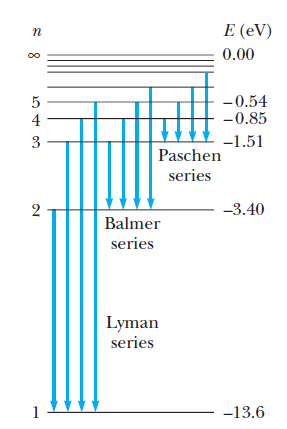 n E (eV)
∞ 0.00
5 –0.54
4 –0.85
3 –1.51
Paschen
series
2 –3.40
Balmer
series
Lyman
series
1 –13.6